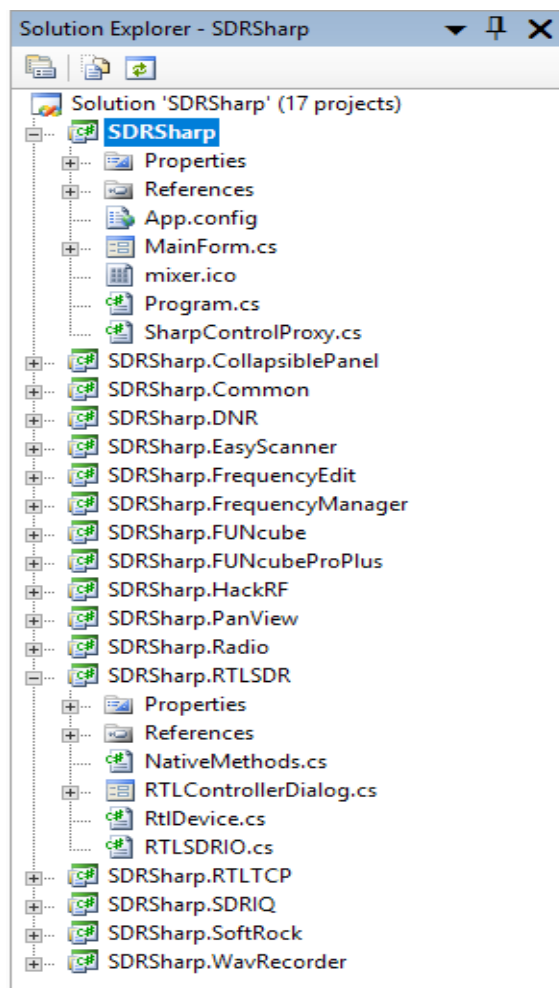 Solution Explorer - SDRSharp
Solution 'SDRSharp' (17 projects)
SDRSharp
Properties
References
App.config
MainForm.cs
mixer.ico
Program.cs
SharpControlProxy.cs
SDRSharp.CollapsiblePanel
SDRSharp.Common
SDRSharp.DNR
SDRSharp.EasyScanner
SDRSharp.FrequencyEdit
SDRSharp.FrequencyManager
SDRSharp.FUNcube
SDRSharp.FUNcubeProPlus
SDRSharp.HackRF
SDRSharp.PanView
SDRSharp.Radio
SDRSharp.RTLSDR
Properties
References
NativeMethods.cs
RTLControllerDialog.cs
RtlDevice.cs
RTLSDRIO.cs
SDRSharp.RTLTCP
SDRSharp.SDRIQ
SDRSharp.SoftRock
SDRSharp.WavRecorder